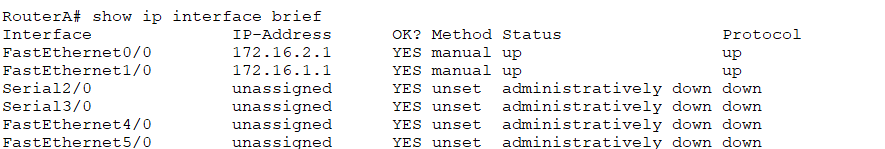 RouterA# show ip interface brief
Interface IP-Address OK? Method Status Protocol
FastEthernet0/0 172.16.2.1 YES manual up up
FastEthernet1/0 172.16.1.1 YES manual up up
Serial2/0 unassigned YES unset administratively down down
Serial3/0 unassigned YES unset administratively down down
FastEthernet4/0 unassigned YES unset administratively down down
FastEthernet5/0 unassigned YES unset administratively down down